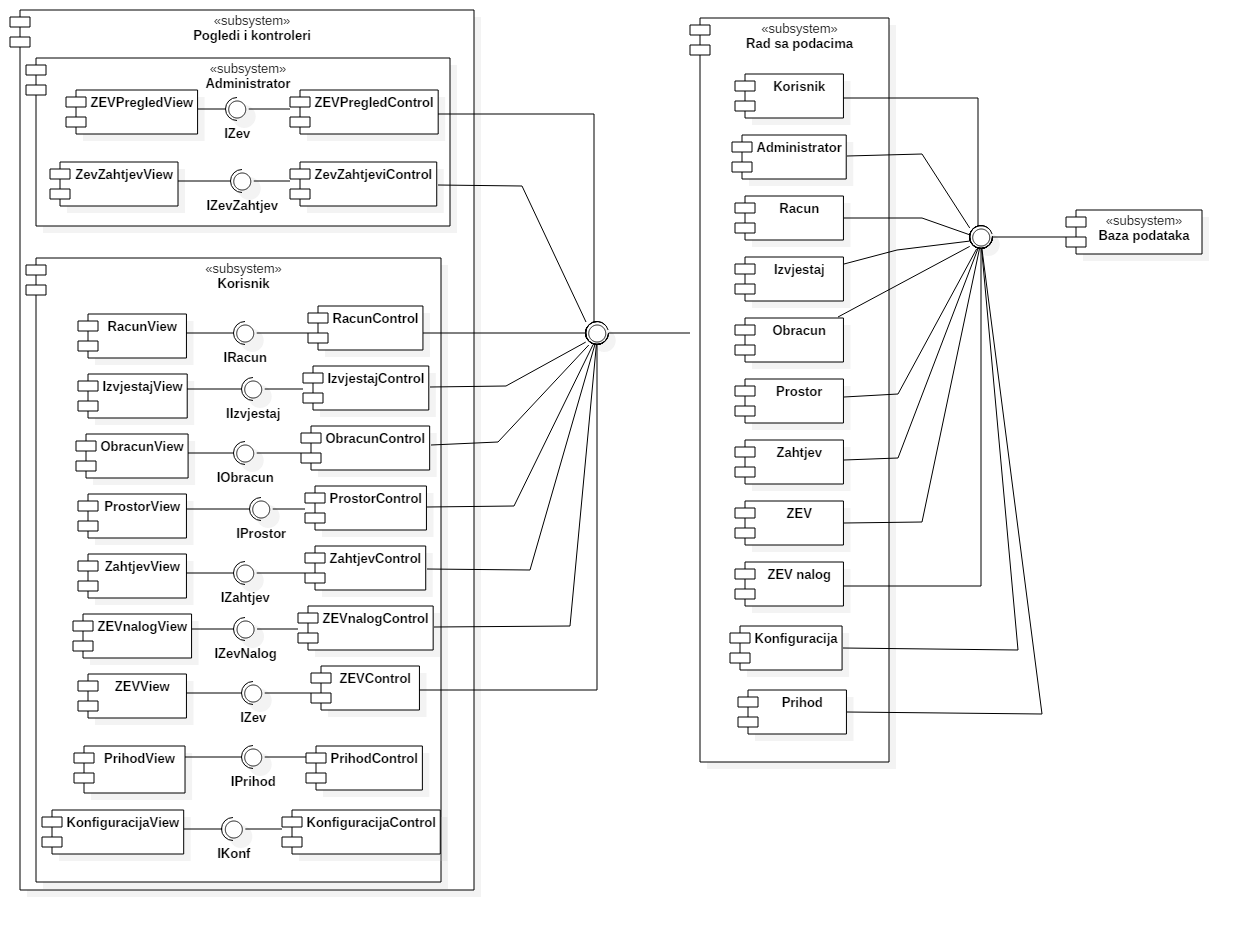 «subsystem»
Pogledi i kontroleri
«subsystem»
Administrator
ZEVPregledView
IZev
ZEVPregledControl
ZevZahtjevView
IZevZahtjev
ZevZahtjeviControl
«subsystem»
Korisnik
RacunView
IRacun
RacunControl
IzvjestajView
IIzvjestaj
IzvjestajControl
ObracunView
IObracun
ObracunControl
ProstorView
IProstor
ProstorControl
ZahtjevView
IZahtjev
ZahtjevControl
ZEVnalogView
IZevNalog
ZEVnalogControl
ZEVView
IZev
ZEVControl
PrihodView
IPrihod
PrihodControl
KonfiguracijaView
IKonf
KonfiguracijaControl
«subsystem»
Rad sa podacima
Korisnik
Administrator
Racun
Izvjestaj
Obracun
Prostor
Zahtjev
ZEV
ZEV nalog
Konfiguracija
Prihod
«subsystem»
Baza podataka